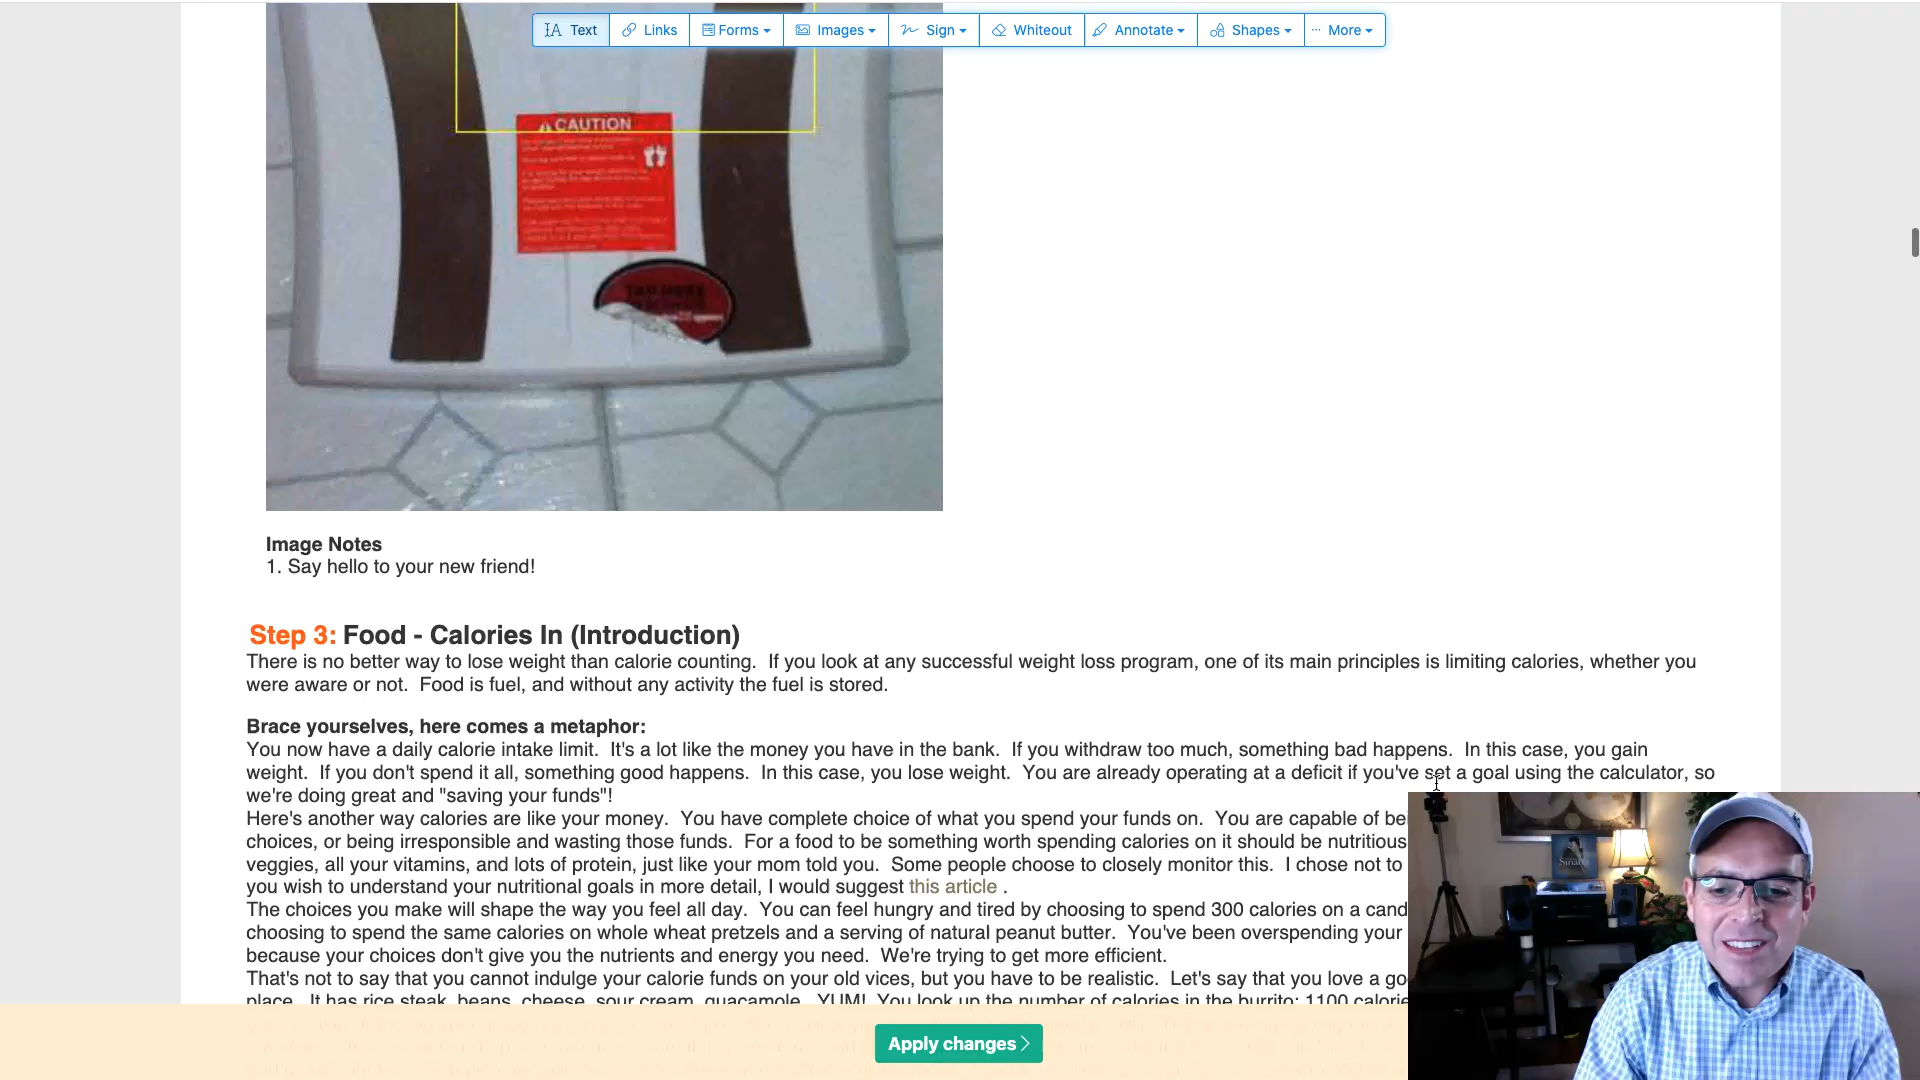 Text
Links
Forms
Images
Sign
Whiteout
Annotate
Shapes
More
CAUTION
Image Notes
1. Say hello to your new friend!
Step 3: Food - Calories In (Introduction)
There is no better way to lose weight than calorie counting.  If you look at any successful weight loss program, one of its main principles is limiting calories, whether you
were aware or not.  Food is fuel, and without any activity the fuel is stored.
Brace yourselves, here comes a metaphor:
You now have a daily calorie intake limit.  It's a lot like the money you have in the bank.  If you withdraw too much, something bad happens.  In this case, you gain
weight.  If you don't spend it all, something good happens.  In this case, you lose weight.  You are already operating at a deficit if you've set a goal using the calculator, so
we're doing great and "saving your funds"!
Here's another way calories are like your money.  You have complete choice of what you spend your funds on.  You are capable of
choices, or being irresponsible and wasting those funds.  For a food to be something worth spending calories on it should be nutritious
veggies, all your vitamins, and lots of protein, just like your mom told you.  Some people choose to closely monitor this.  I chose not to
you wish to understand your nutritional goals in more detail, I would suggest this article .
The choices you make will shape the way you feel all day.  You can feel hungry and tired by choosing to spend 300 calories on a
choosing to spend the same calories on whole wheat pretzels and a serving of natural peanut butter.  You've been overspending your
because your choices don't give you the nutrients and energy you need.  We're trying to get more efficient.
That's not to say that you cannot indulge your calorie funds on your old vices, but you have to be realistic.  Let's say that you love a
place.  It has rice steak, beans, cheese, sour cream, guacamole.  YUM!  You look up the number of calories in the burrito: 1100
Apply changes